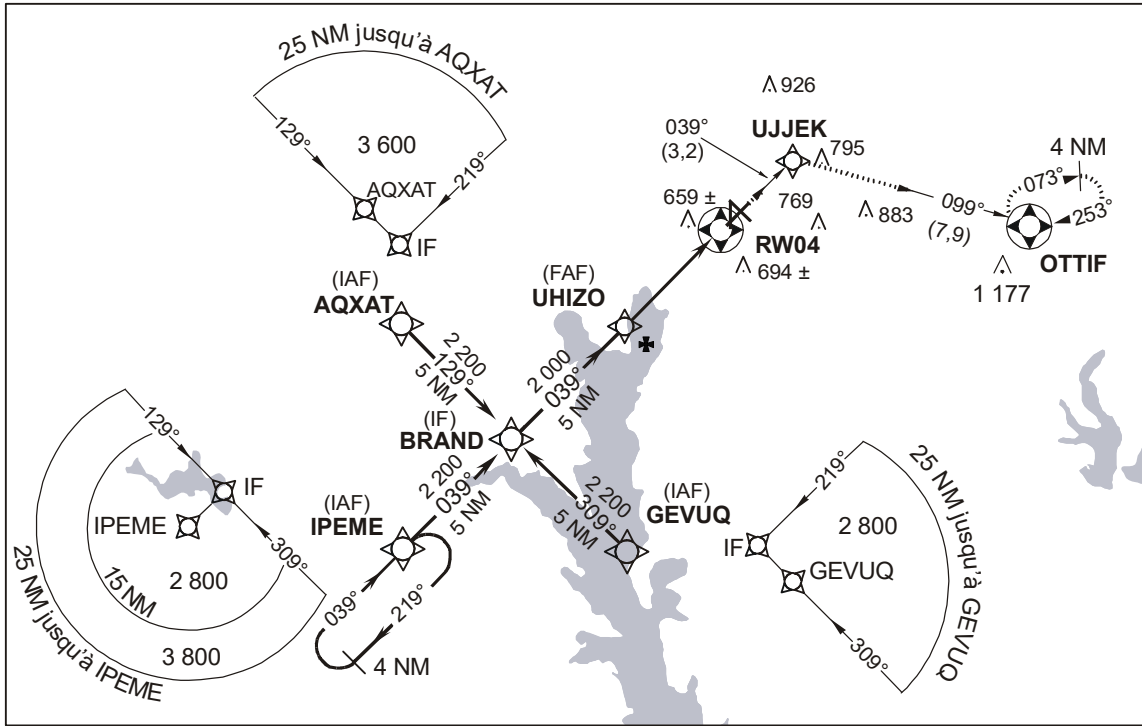 25 NM jusqu'à AQXAT
129°
3 600
219°
AQXAT
IF
926
UJJEK
039°
(3,2)
795
4 NM
073°
253°
659 ±
769
883
099°
(7,9)
RW04
694 ±
OTTIF
1 177
(FAF)
UHIZO
(IAF)
AQXAT
2 200
129°
5 NM
2 000
039°
5 NM
(IF)
BRAND
129°
IF
IPEME
309°
2 800
15 NM
3 800
25 NM jusqu'à IPEME
(IAF)
IPEME
2 200
039°
5 NM
039°
219°
4 NM
2 200
309°
5 NM
(IAF)
GEVUQ
219°
IF
2 800
GEVUQ
309°
25 NM jusqu'à GEVUQ